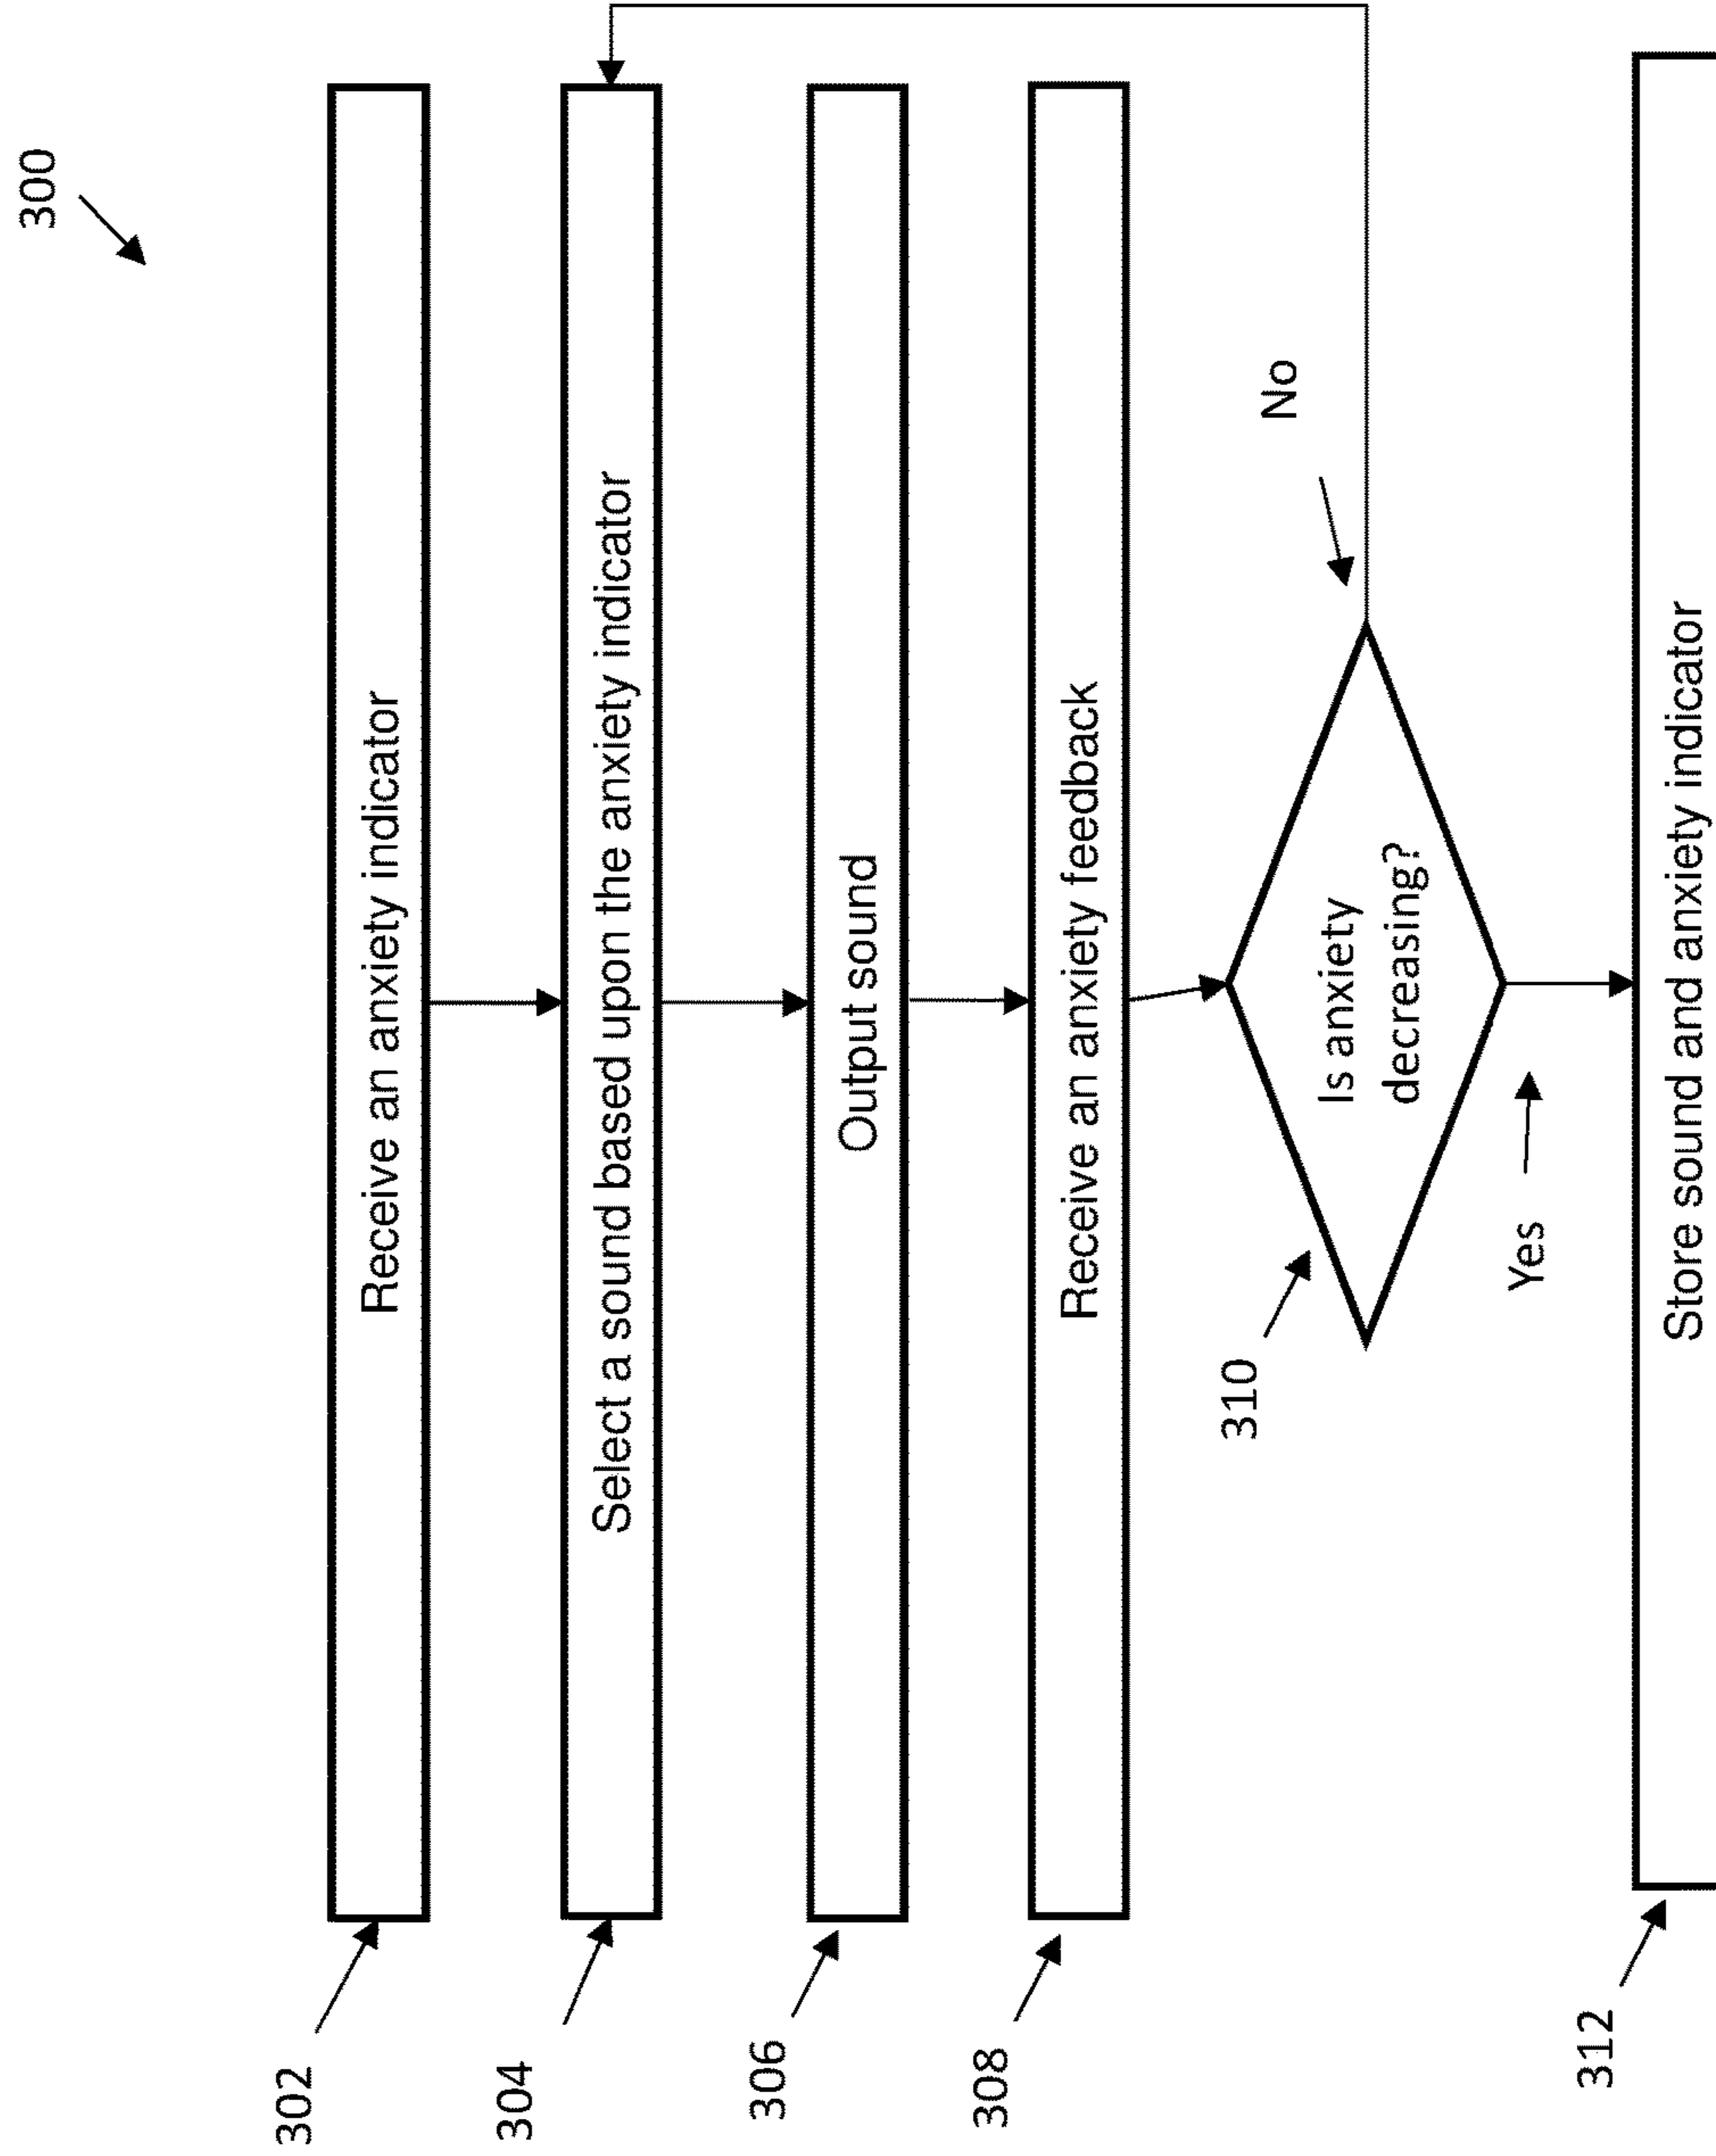 300
302
Receive an anxiety indicator
304
Select a sound based upon the anxiety indicator
306
Output sound
308
Receive an anxiety feedback
310
Is anxiety
decreasing?
No
Yes
312
Store sound and anxiety indicator